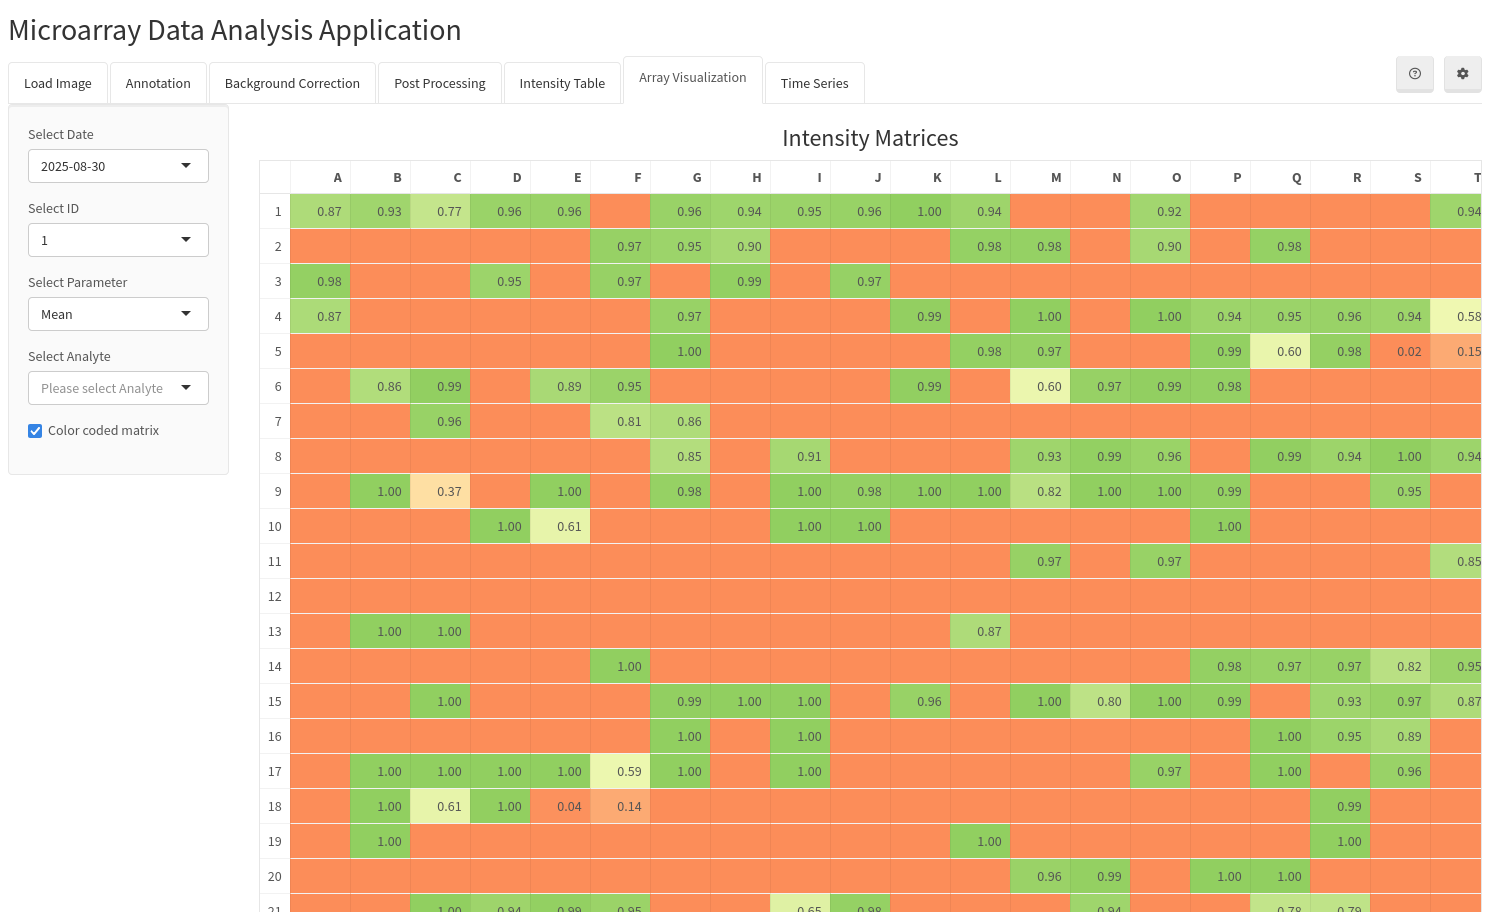 Microarray Data Analysis Application
Load Image Annotation Background Correction Post Processing Intensity Table Array Visualization Time Series
Select Date
2025-08-30
Select ID
1
Select Parameter
Mean
Select Analyte
Please select Analyte
Color coded matrix
Intensity Matrices
A B C D E F G H I J K L M N O P Q R S T
1 0.87 0.93 0.77 0.96 0.96 0.96 0.94 0.95 0.96 1.00 0.94 0.92 0.94
2 0.97 0.95 0.90 0.98 0.98 0.90 0.98
3 0.98 0.95 0.97 0.99 0.97
4 0.87 0.97 0.99 1.00 1.00 0.94 0.95 0.96 0.94 0.58
5 1.00 0.98 0.97 0.99 0.60 0.98 0.02 0.15
6 0.86 0.99 0.89 0.95 0.99 0.60 0.97 0.99 0.98
7 0.96 0.81 0.86
8 0.85 0.91 0.93 0.99 0.96 0.99 0.94 1.00 0.94
9 1.00 0.37 1.00 0.98 1.00 0.98 1.00 1.00 0.82 1.00 1.00 0.99 0.95
10 1.00 0.61 1.00 1.00 1.00
11 0.97 0.97 0.85
12
13 1.00 1.00 0.87
14 1.00 0.98 0.97 0.97 0.82 0.95
15 1.00 0.99 1.00 1.00 0.96 1.00 0.80 1.00 0.99 0.93 0.97 0.87
16 1.00 1.00 1.00 0.95 0.89
17 1.00 1.00 1.00 1.00 0.59 1.00 1.00 0.97 1.00 0.96
18 1.00 0.61 1.00 0.04 0.14 0.99
19 1.00 1.00 1.00
20 0.96 0.99 1.00 1.00
21 1.00 0.94 0.99 0.95 0.65 0.98 0.94 0.78 0.79